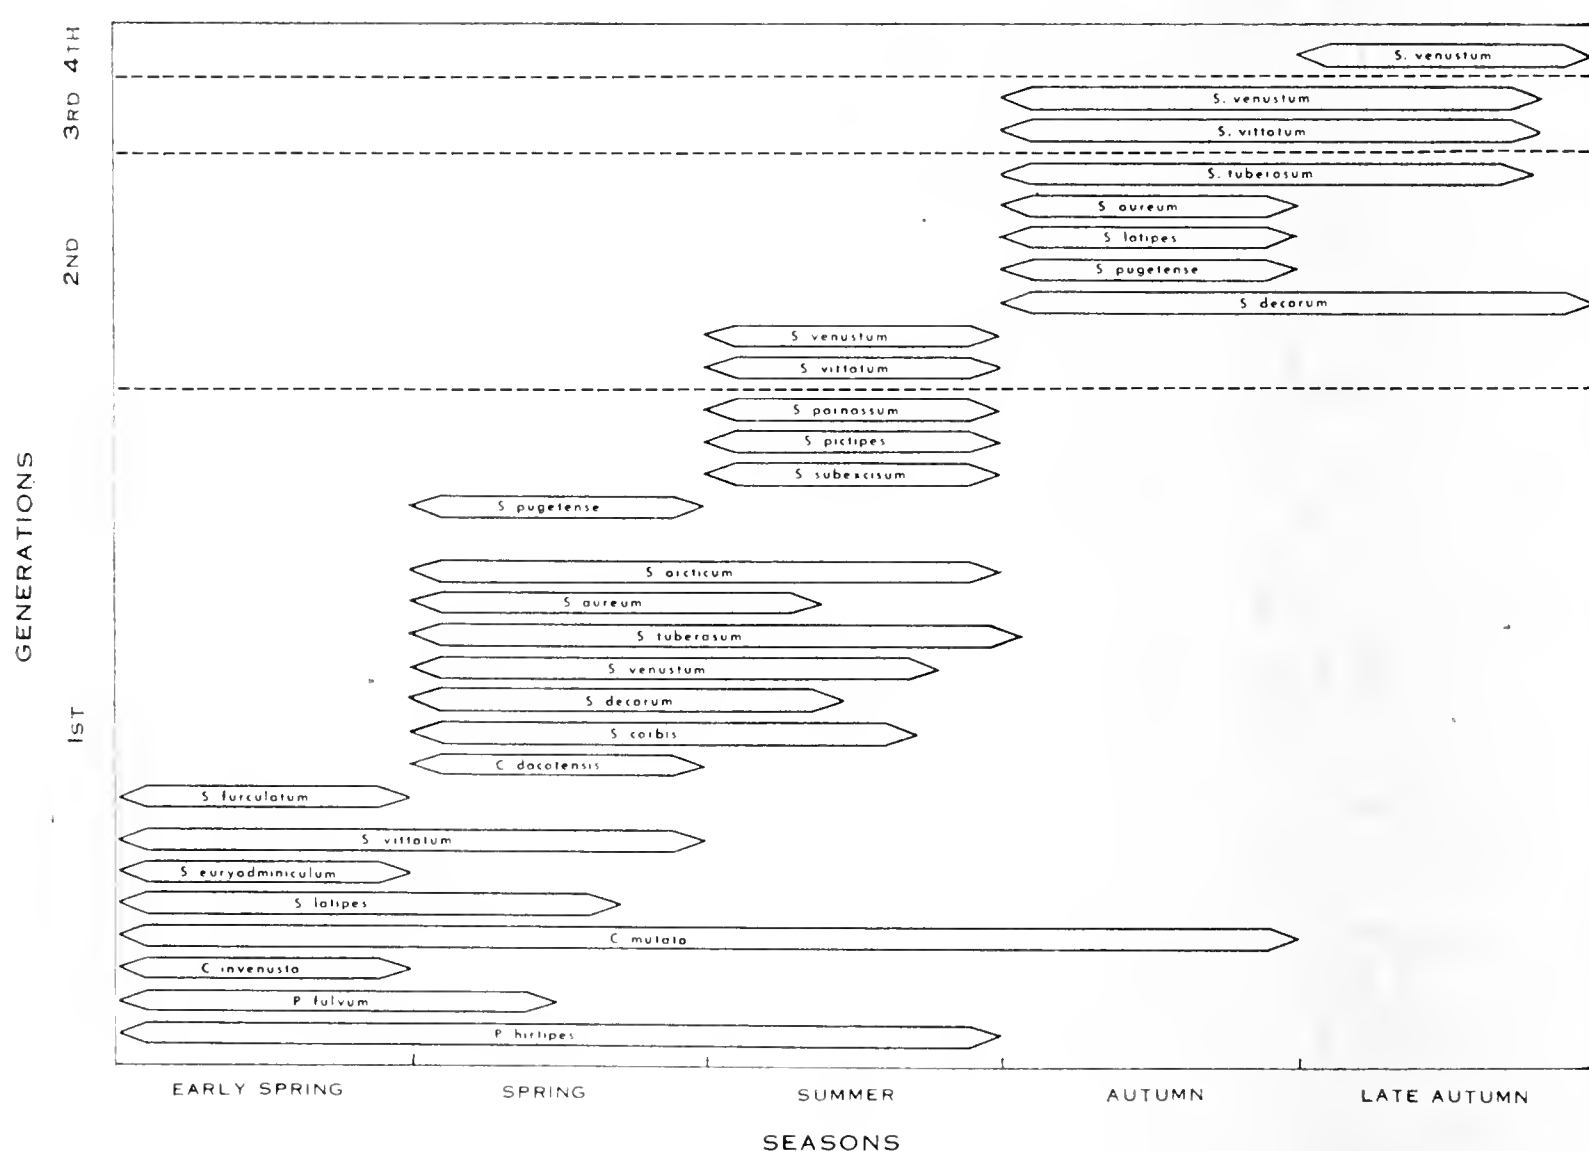 4TH
S. venustum
3RD
S. venustum
S. vittatum
2ND
S. tuberosum
S aureum
S latipes
S pugetense
S decorum
S venustum
S vittatum
GENERATIONS
1ST
S parnassum
S pictipes
S subexcisum
S pugetense
S arcticum
S aureum
S tuberosum
S venustum
S decorum
S corbis
C dacotensis
S furculatum
S vittatum
S euryadminiculum
S latipes
C mutata
C invenusta
P fulvum
P hirtipes
EARLY SPRING SPRING SUMMER AUTUMN LATE AUTUMN
SEASONS